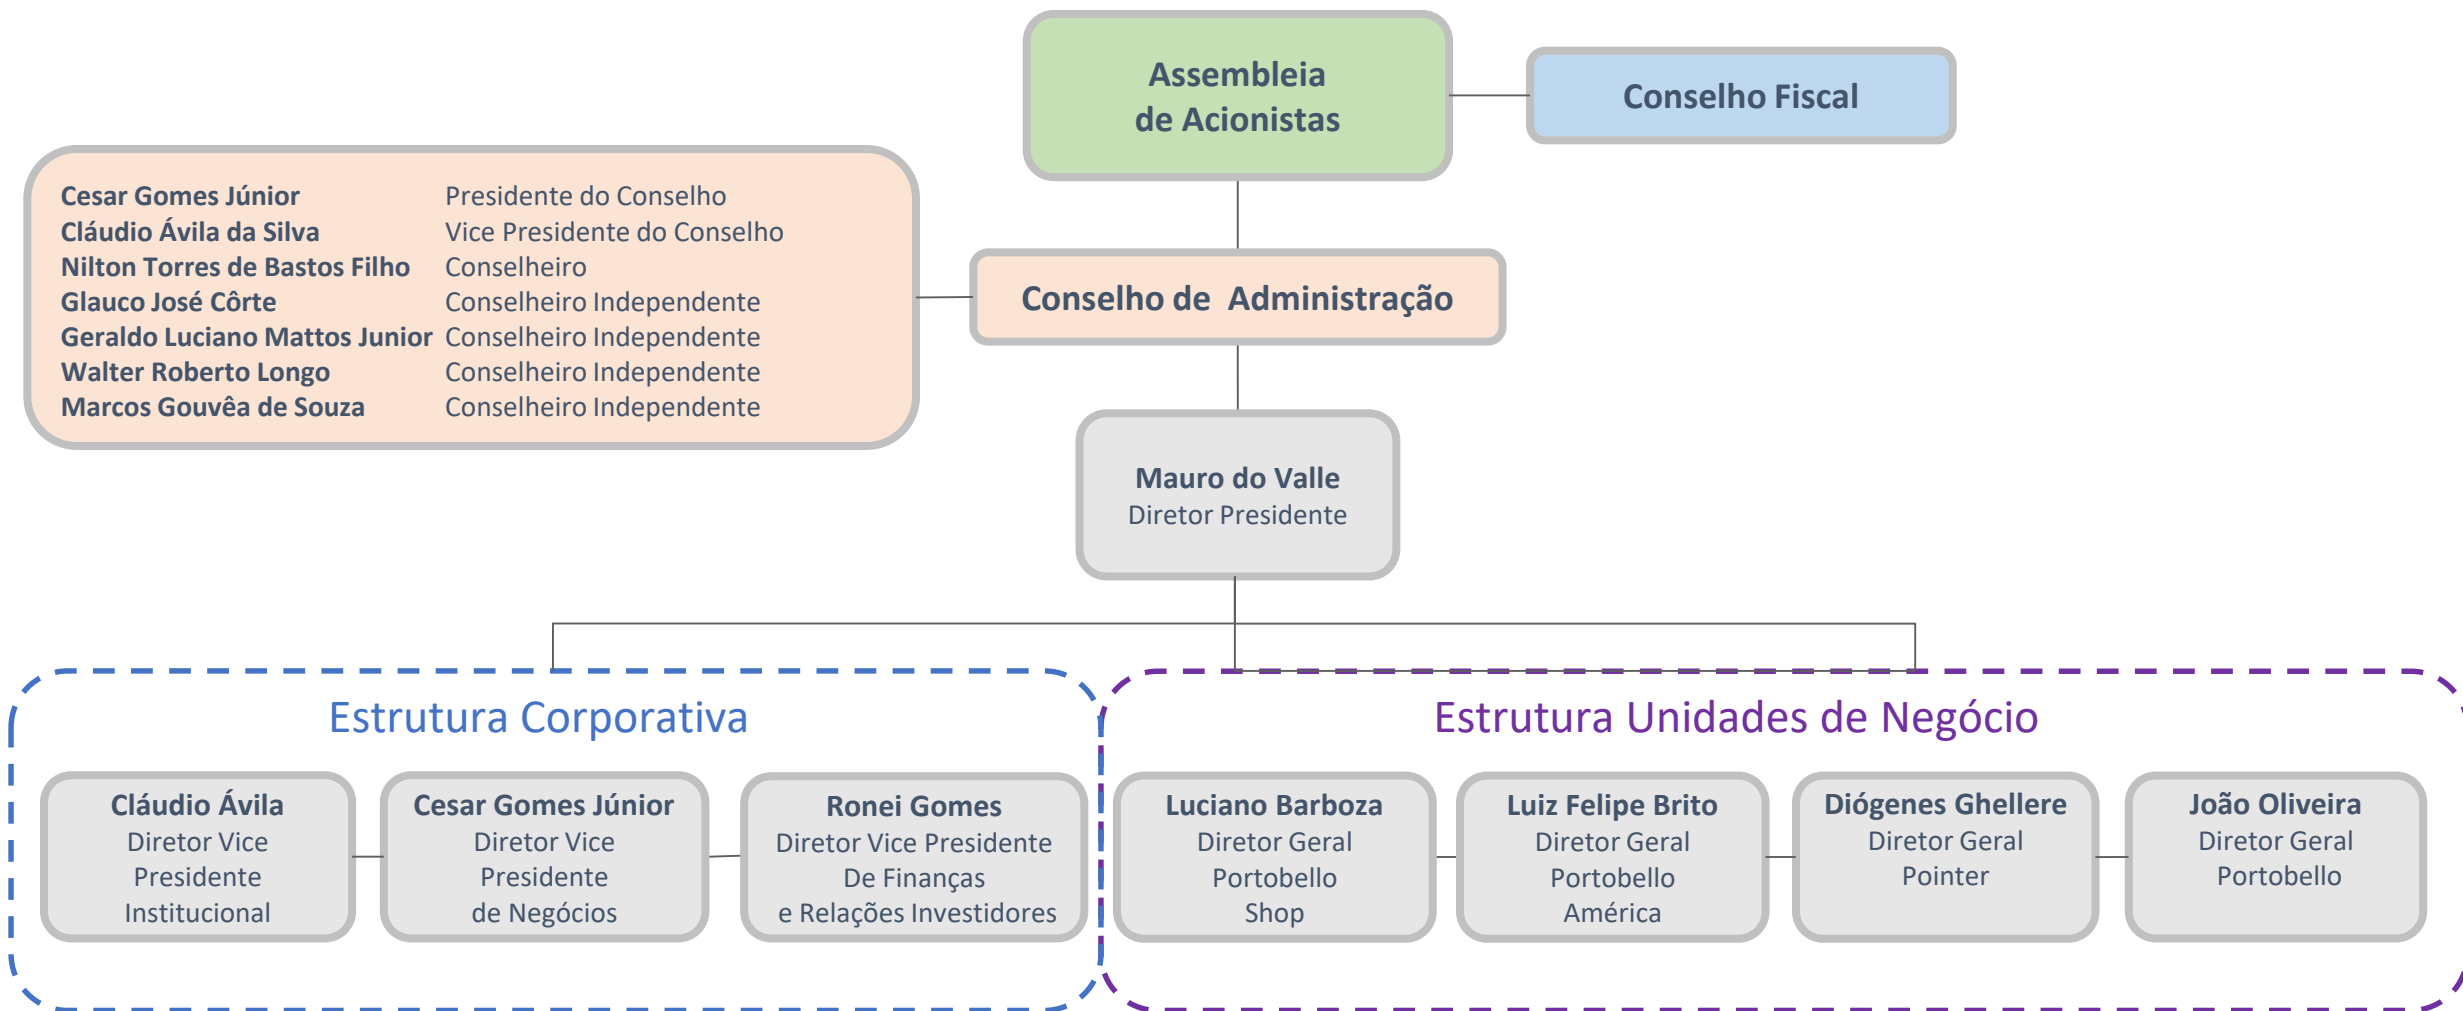 Assembleia
de Acionistas
Conselho Fiscal
Cesar Gomes Júnior Presidente do Conselho
Cláudio Ávila da Silva Vice Presidente do Conselho
Nilton Torres de Bastos Filho Conselheiro
Glauco José Côrte Conselheiro Independente
Geraldo Luciano Mattos Junior Conselheiro Independente
Walter Roberto Longo Conselheiro Independente
Marcos Gouvêa de Souza Conselheiro Independente
Conselho de Administração
Mauro do Valle
Diretor Presidente
Estrutura Corporativa
Cláudio Ávila
Diretor Vice
Presidente
Institucional
Cesar Gomes Júnior
Diretor Vice
Presidente
de Negócios
Ronei Gomes
Diretor Vice Presidente
De Finanças
e Relações Investidores
Estrutura Unidades de Negócio
Luciano Barboza
Diretor Geral
Portobello
Shop
Luiz Felipe Brito
Diretor Geral
Portobello
América
Diógenes Ghellere
Diretor Geral
Pointer
João Oliveira
Diretor Geral
Portobello